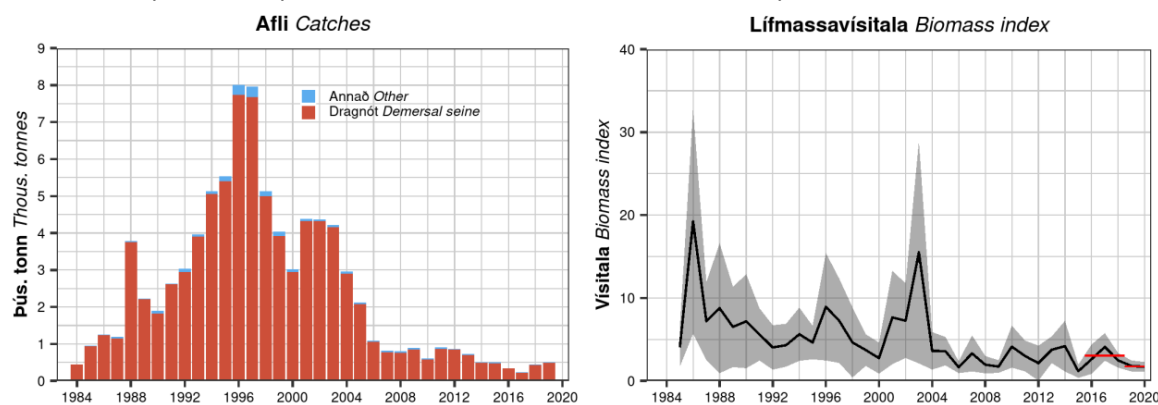 Afli Catches
9
8
7
6
5
4
3
2
1
0
Þús. tonn Thous. tonnes
Annað Other
Dragnót Demersal seine
1984 1988 1992 1996 2000 2004 2008 2012 2016 2020
Lífmassavísitala Biomass index
40
30
20
10
0
Vísitala Biomass index
1984 1988 1992 1996 2000 2004 2008 2012 2016 2020